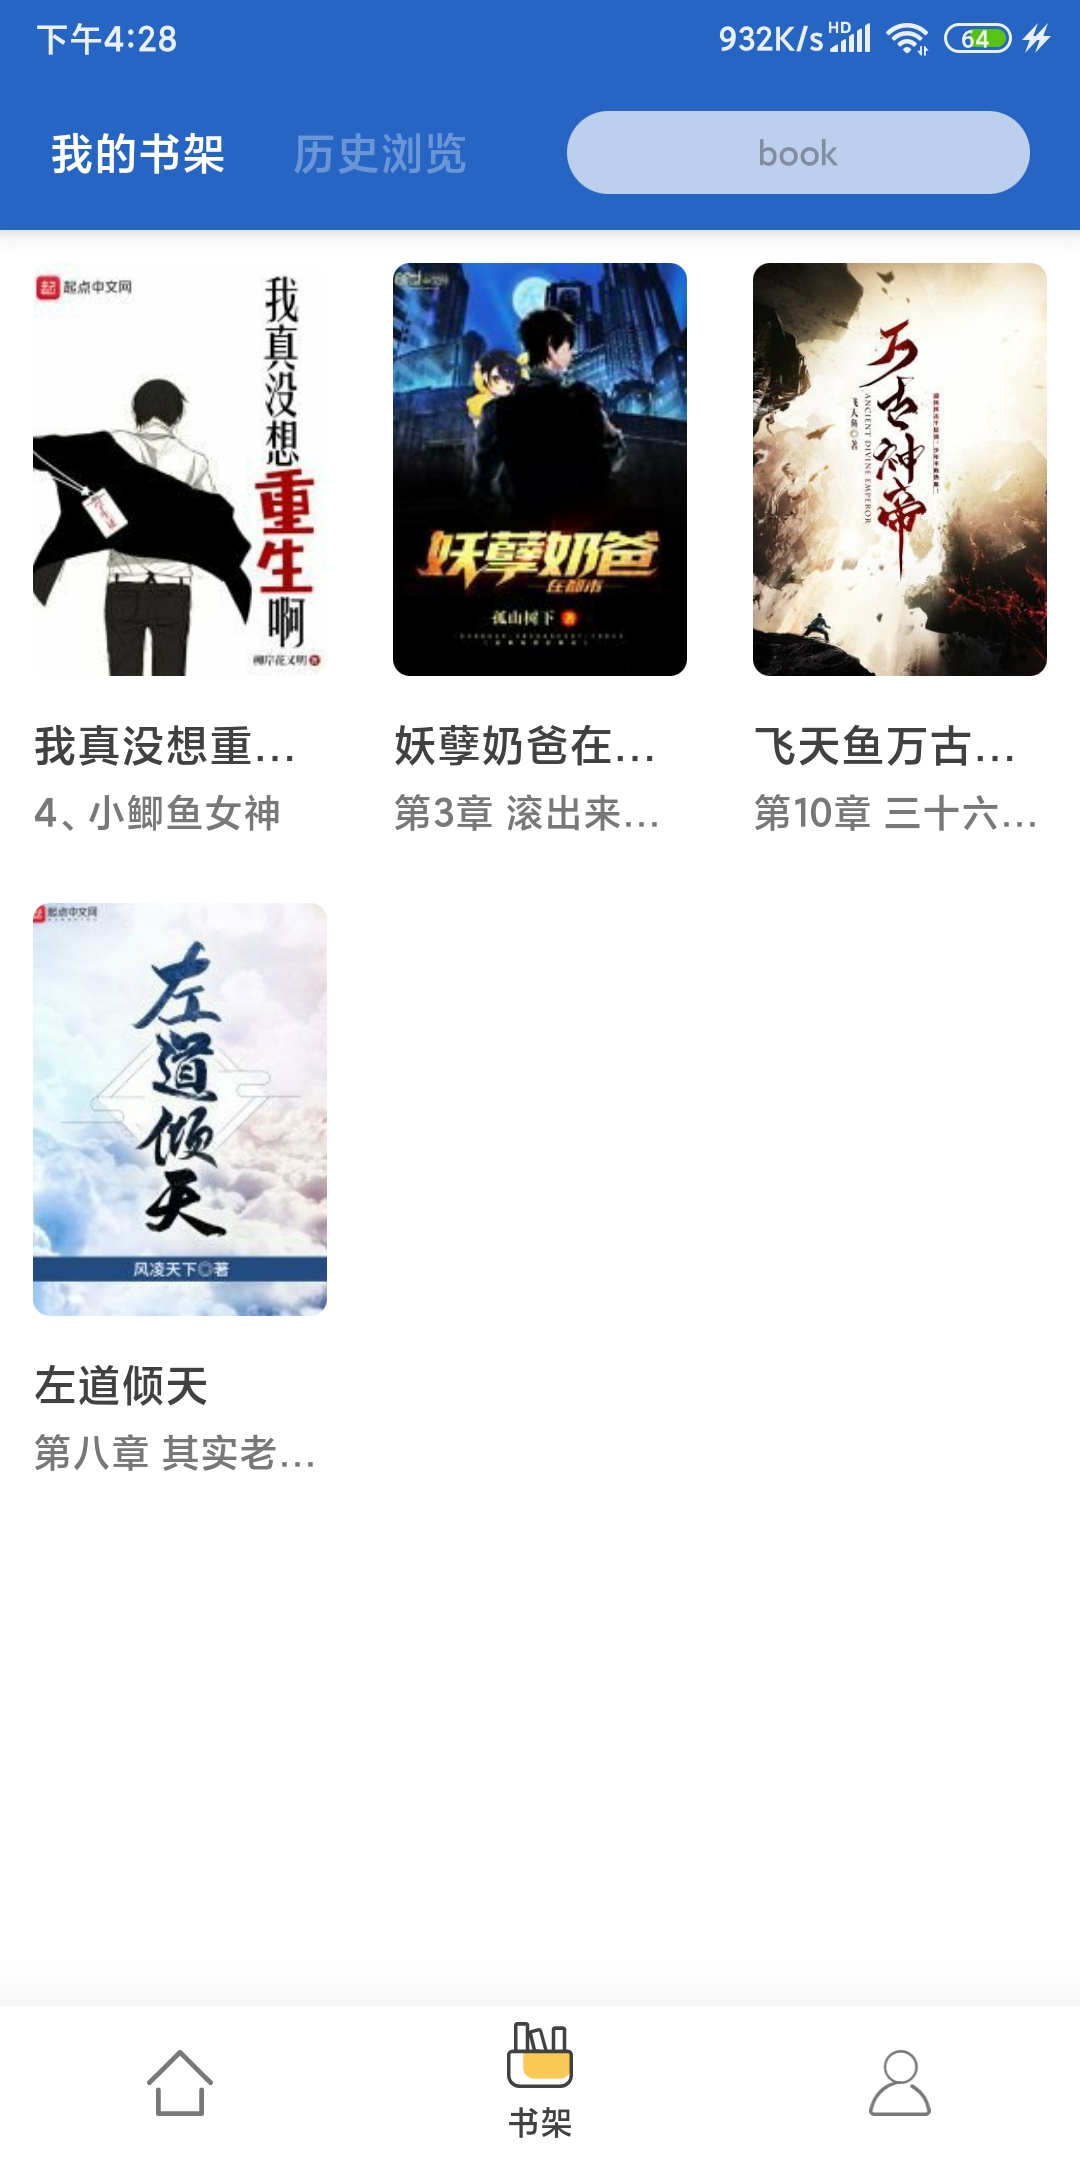 下午4:28
932K/s
HD
64
我的书架
历史浏览
book
起点中文网
我真没想重生啊
柳岸花又明 著
妖孽奶爸
在都市
孤山树下 著
万古神帝
ANCIENT DIVINE EMPEROR
飞天鱼◎著
我真没想重...
妖孽奶爸在...
飞天鱼万古...
4、小鲫鱼女神
第3章 滚出来...
第10章 三十六...
起点中文网
左道倾天
风凌天下◎著
左道倾天
第八章 其实老...
书架